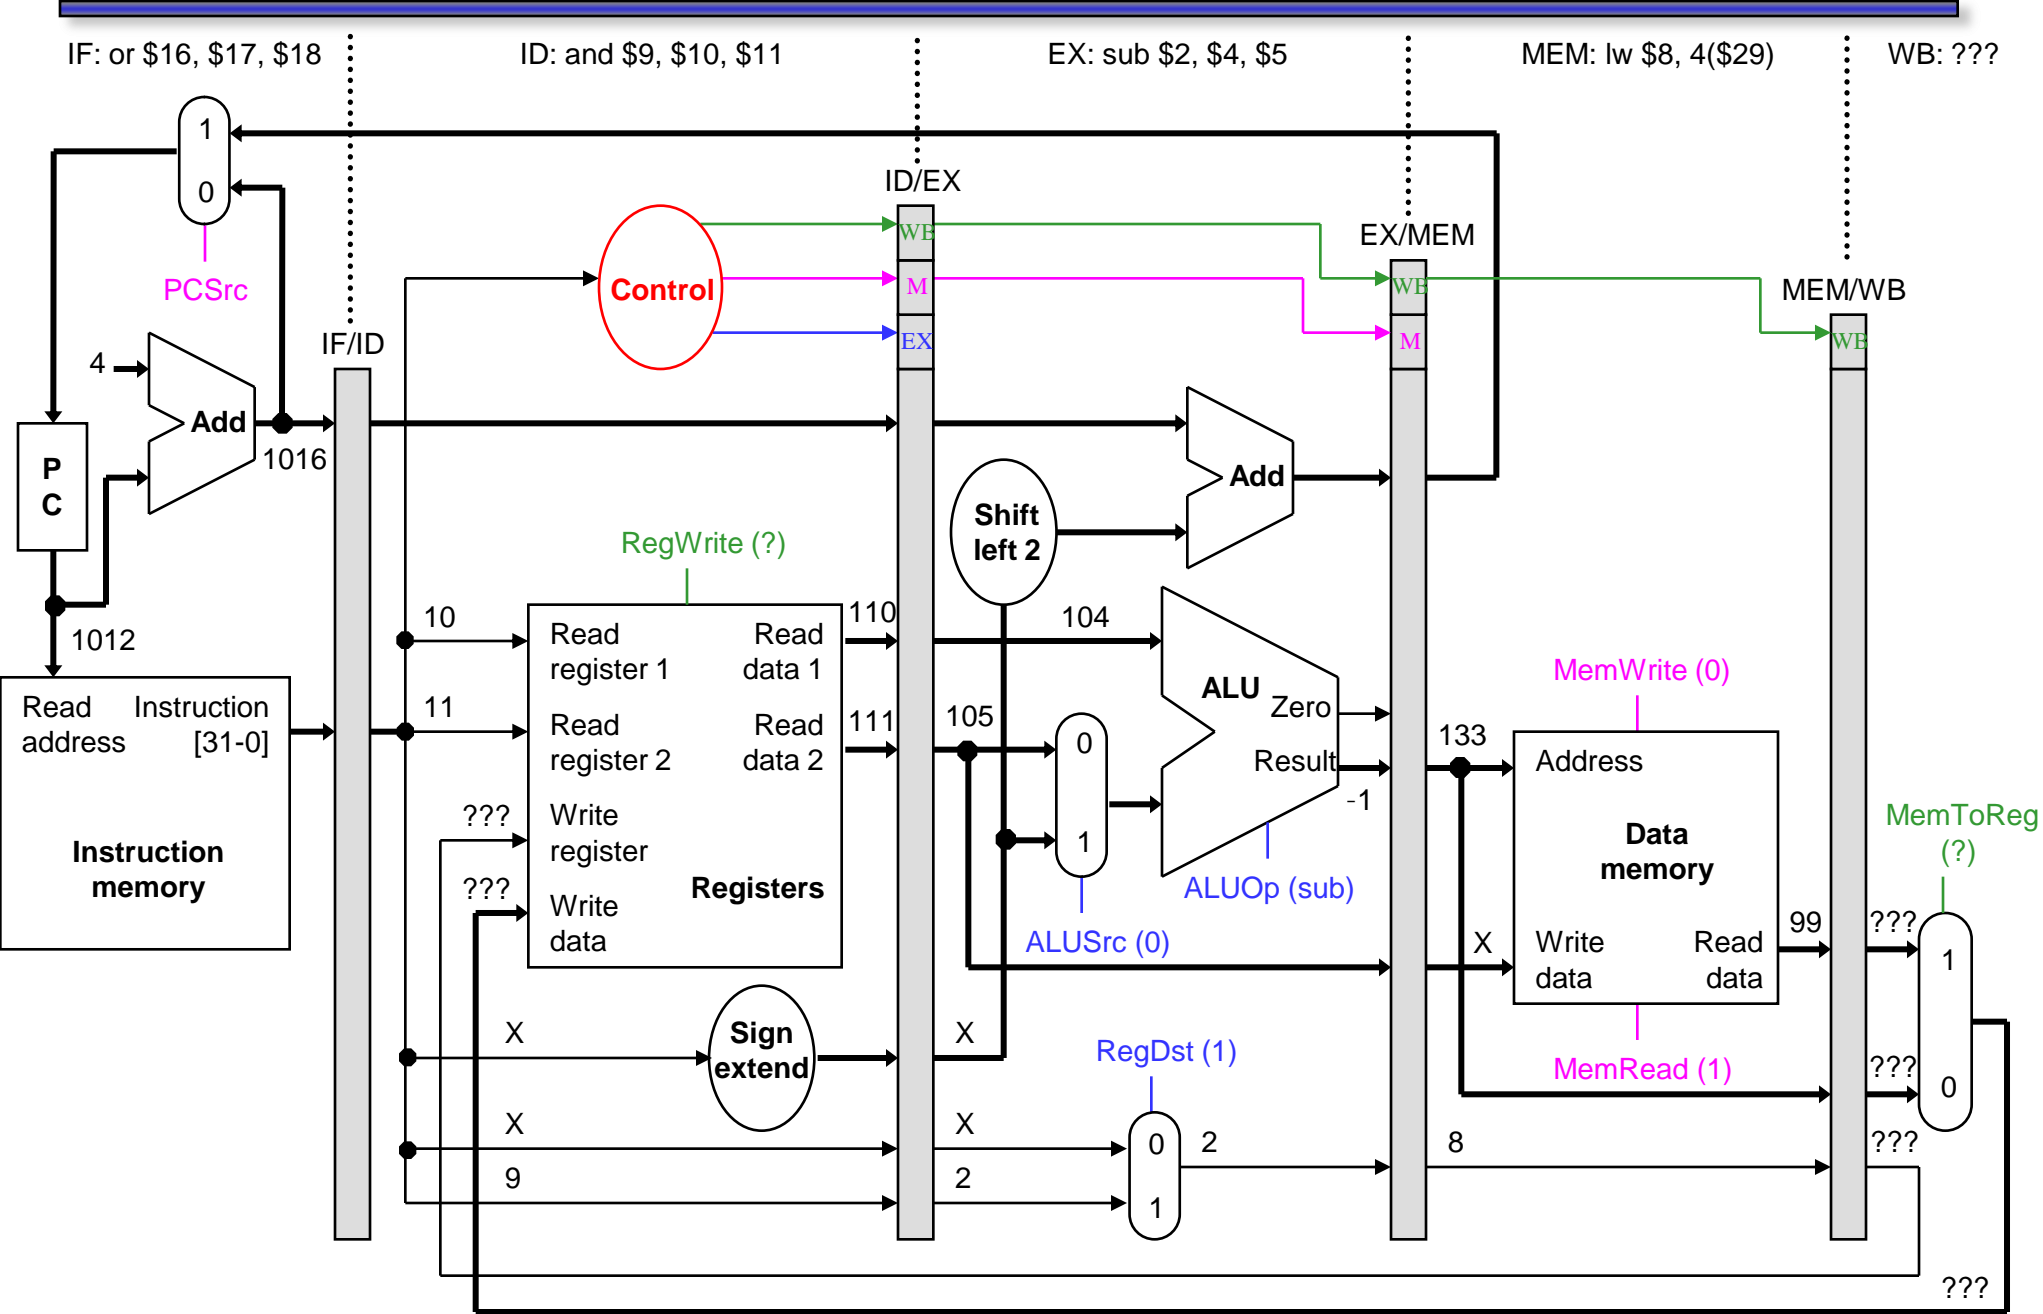 IF: or $16, $17, $18
ID: and $9, $10, $11
EX: sub $2, $4, $5
MEM: lw $8, 4($29)
WB: ???
1
0
PCSrc
ID/EX
WB
M
EX
Control
EX/MEM
WB
M
MEM/WB
WB
IF/ID
4
Add
1016
P
C
1012
Add
Shift
left 2
RegWrite (?)
10
11
???
???
Read
register 1
Read
data 1
Read
register 2
Read
data 2
Write
register
Write
data
Registers
110
111
104
105
0
1
ALUSrc (0)
ALU
Zero
Result
-1
ALUOp (sub)
Read
address
Instruction
[31-0]
Instruction
memory
133
MemWrite (0)
Address
Data
memory
Write
data
Read
data
X
99
MemRead (1)
MemToReg
(?)
???
1
???
0
???
X
Sign
extend
X
RegDst (1)
X
X
0
1
2
8
9
2
???